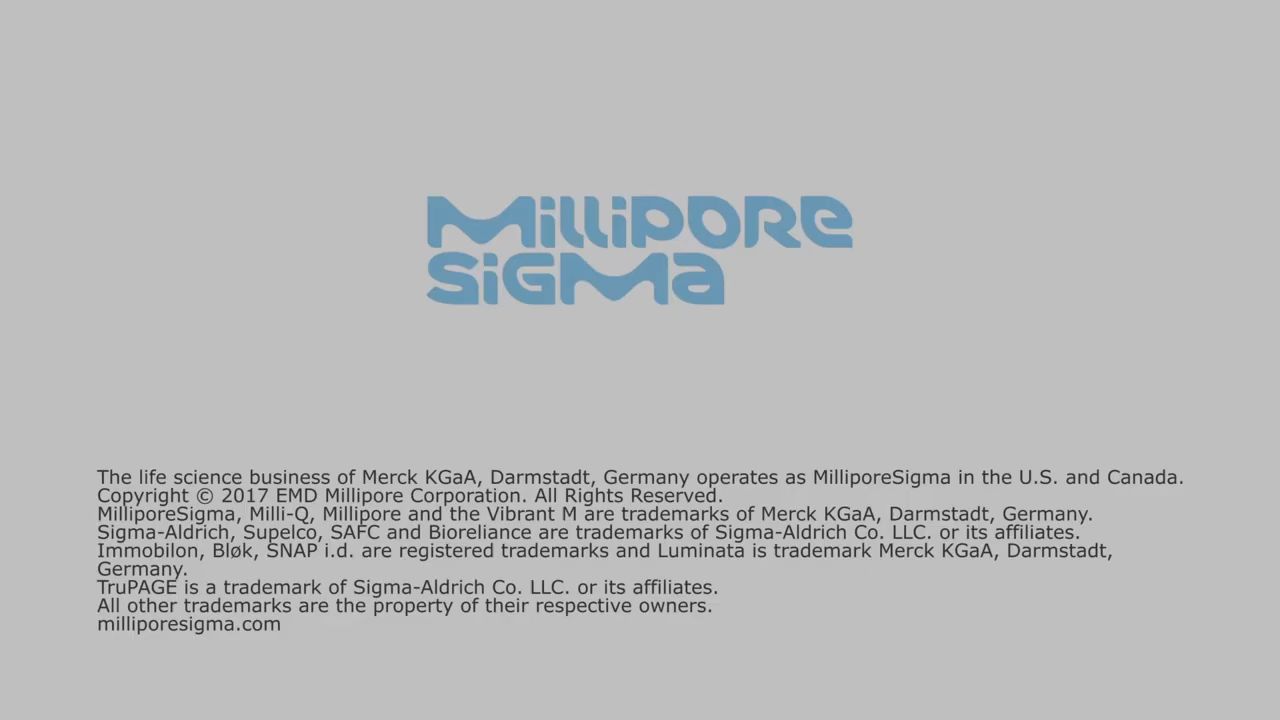 Millipore
Sigma
The life science business of Merck KGaA, Darmstadt, Germany operates as MilliporeSigma in the U.S. and Canada.
Copyright © 2017 EMD Millipore Corporation. All Rights Reserved.
MilliporeSigma, Milli-Q, Millipore and the Vibrant M are trademarks of Merck KGaA, Darmstadt, Germany.
Sigma-Aldrich, Supelco, SAFC and Bioreliance are trademarks of Sigma-Aldrich Co. LLC. or its affiliates.
Immobilon, Bløk, SNAP i.d. are registered trademarks and Luminata is trademark Merck KGaA, Darmstadt,
Germany.
TruPAGE is a trademark of Sigma-Aldrich Co. LLC. or its affiliates.
All other trademarks are the property of their respective owners.
milliporesigma.com